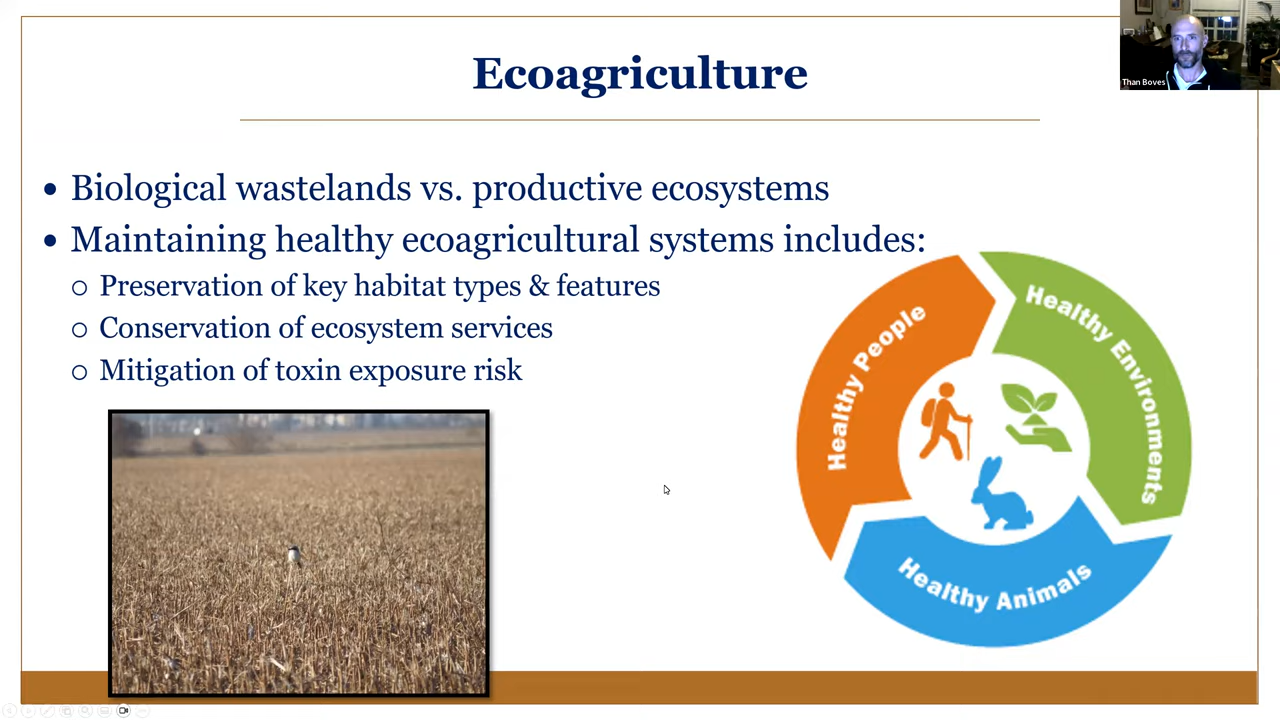 Ecoagriculture
Than Boves
• Biological wastelands vs. productive ecosystems
• Maintaining healthy ecoagricultural systems includes:
○ Preservation of key habitat types & features
○ Conservation of ecosystem services
○ Mitigation of toxin exposure risk
Healthy People
Healthy Environments
Healthy Animals